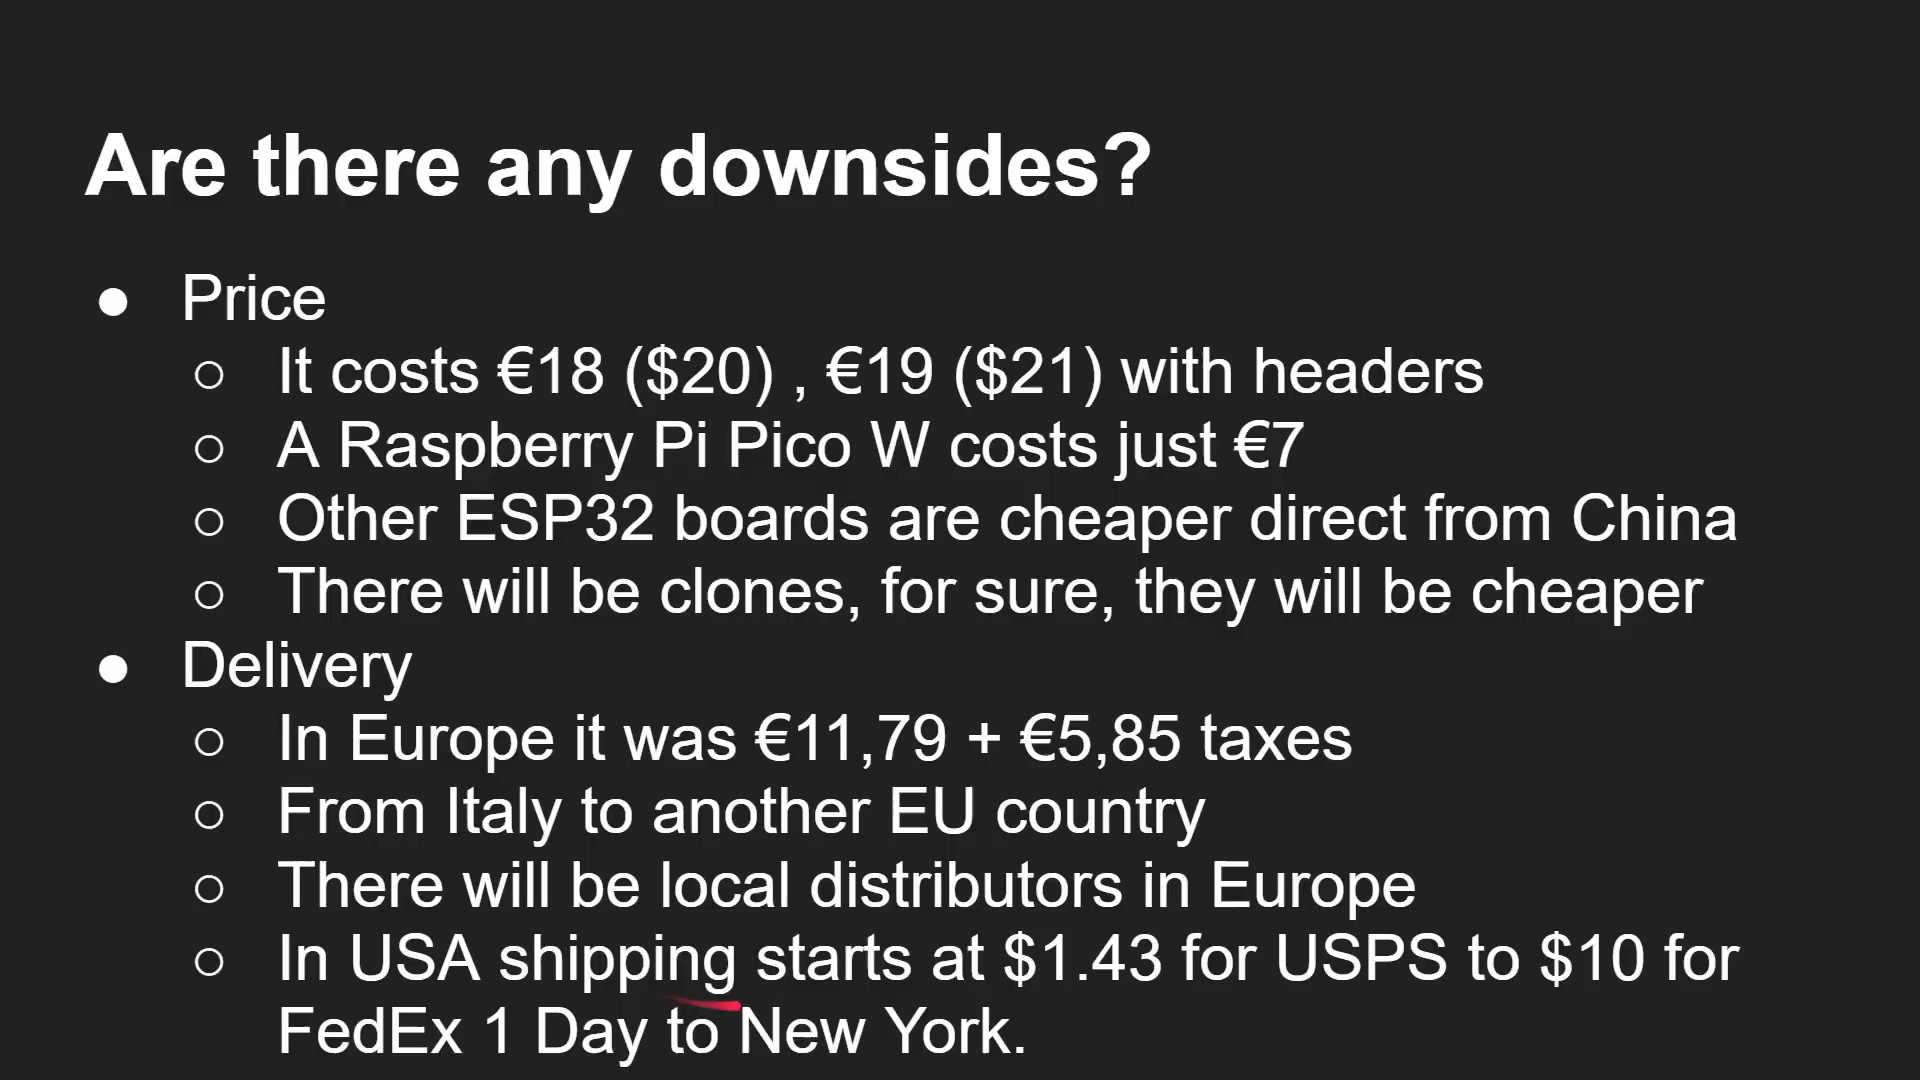 Are there any downsides?
● Price
○ It costs €18 ($20) , €19 ($21) with headers
○ A Raspberry Pi Pico W costs just €7
○ Other ESP32 boards are cheaper direct from China
○ There will be clones, for sure, they will be cheaper
● Delivery
○ In Europe it was €11,79 + €5,85 taxes
○ From Italy to another EU country
○ There will be local distributors in Europe
○ In USA shipping starts at $1.43 for USPS to $10 for
FedEx 1 Day to New York.